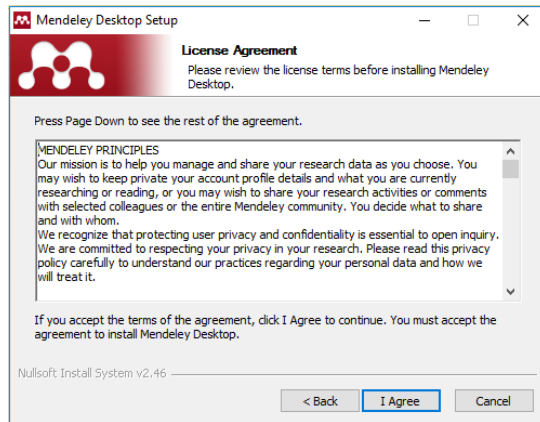 Mendeley Desktop Setup
License Agreement
Please review the license terms before installing Mendeley
Desktop.
Press Page Down to see the rest of the agreement.
MENDELEY PRINCIPLES
Our mission is to help you manage and share your research data as you choose. You
may wish to keep private your account profile details and what you are currently
researching or reading, or you may wish to share your research activities or comments
with selected colleagues or the entire Mendeley community. You decide what to share
and with whom.
We recognize that protecting user privacy and confidentiality is essential to open inquiry.
We are committed to respecting your privacy in your research. Please read this privacy
policy carefully to understand our practices regarding your personal data and how we
will treat it.
If you accept the terms of the agreement, click I Agree to continue. You must accept the
agreement to install Mendeley Desktop.
Nullsoft Install System v2.46
< Back I Agree Cancel